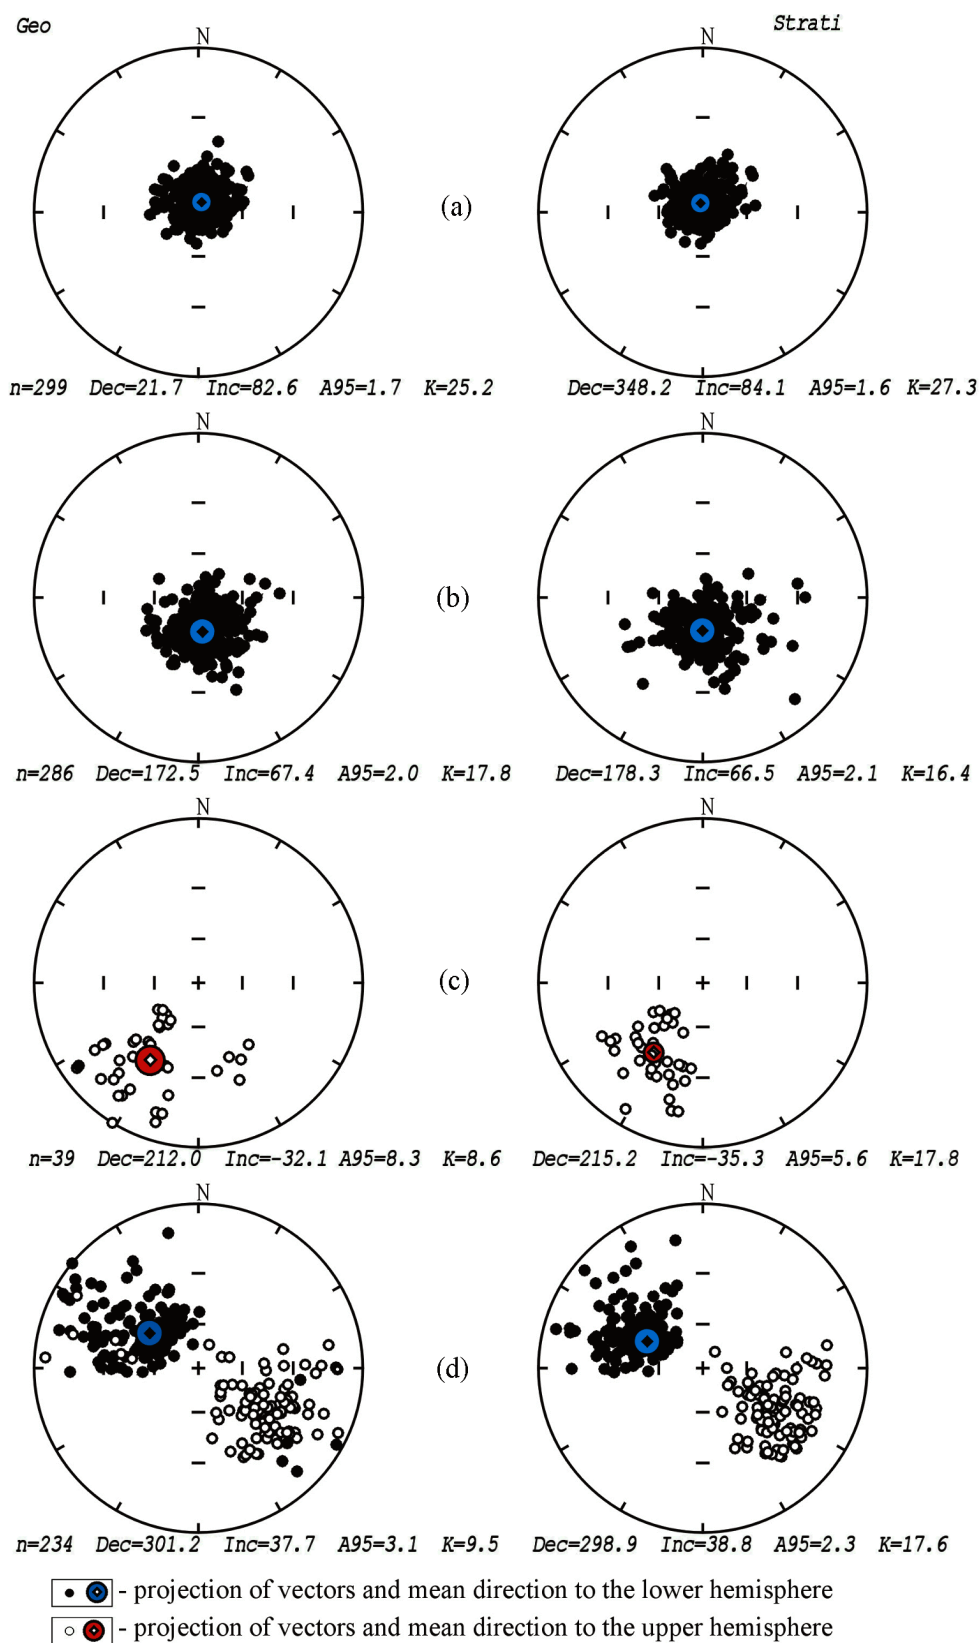 Geo Strati
N N
(a)
n=299 Dec=21.7 Inc=82.6 A95=1.7 K=25.2 Dec=348.2 Inc=84.1 A95=1.6 K=27.3
N N
(b)
n=286 Dec=172.5 Inc=67.4 A95=2.0 K=17.8 Dec=178.3 Inc=66.5 A95=2.1 K=16.4
N N
(c)
n=39 Dec=212.0 Inc=-32.1 A95=8.3 K=8.6 Dec=215.2 Inc=-35.3 A95=5.6 K=17.8
N N
(d)
n=234 Dec=301.2 Inc=37.7 A95=3.1 K=9.5 Dec=298.9 Inc=38.8 A95=2.3 K=17.6
- projection of vectors and mean direction to the lower hemisphere
- projection of vectors and mean direction to the upper hemisphere